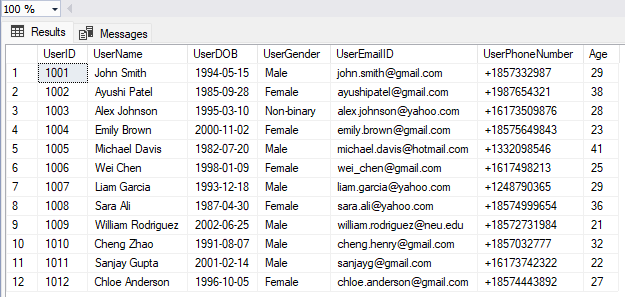 100 %
Results Messages
UserID UserName UserDOB UserGender UserEmailID UserPhoneNumber Age
1 1001 John Smith 1994-05-15 Male john.smith@gmail.com +1857332987 29
2 1002 Ayushi Patel 1985-09-28 Female ayushipatel@gmail.com +1987654321 38
3 1003 Alex Johnson 1995-03-10 Non-binary alex.johnson@yahoo.com +16173509876 28
4 1004 Emily Brown 2000-11-02 Female emily.brown@gmail.com +18575649843 23
5 1005 Michael Davis 1982-07-20 Male michael.davis@hotmail.com +1332098546 41
6 1006 Wei Chen 1998-01-09 Female wei_chen@gmail.com +1617498213 25
7 1007 Liam Garcia 1993-12-18 Male liam.garcia@yahoo.com +1248790365 29
8 1008 Sara Ali 1987-04-30 Female sara.ali@yahoo.com +18574999654 36
9 1009 William Rodriguez 2002-06-25 Male william.rodriguez@neu.edu +18572731984 21
10 1010 Cheng Zhao 1991-08-07 Male cheng.henry@gmail.com +1857032777 32
11 1011 Sanjay Gupta 2001-02-14 Male sanjayg@gmail.com +16173742322 22
12 1012 Chloe Anderson 1996-10-05 Female chloe.anderson@gmail.com +18574443892 27